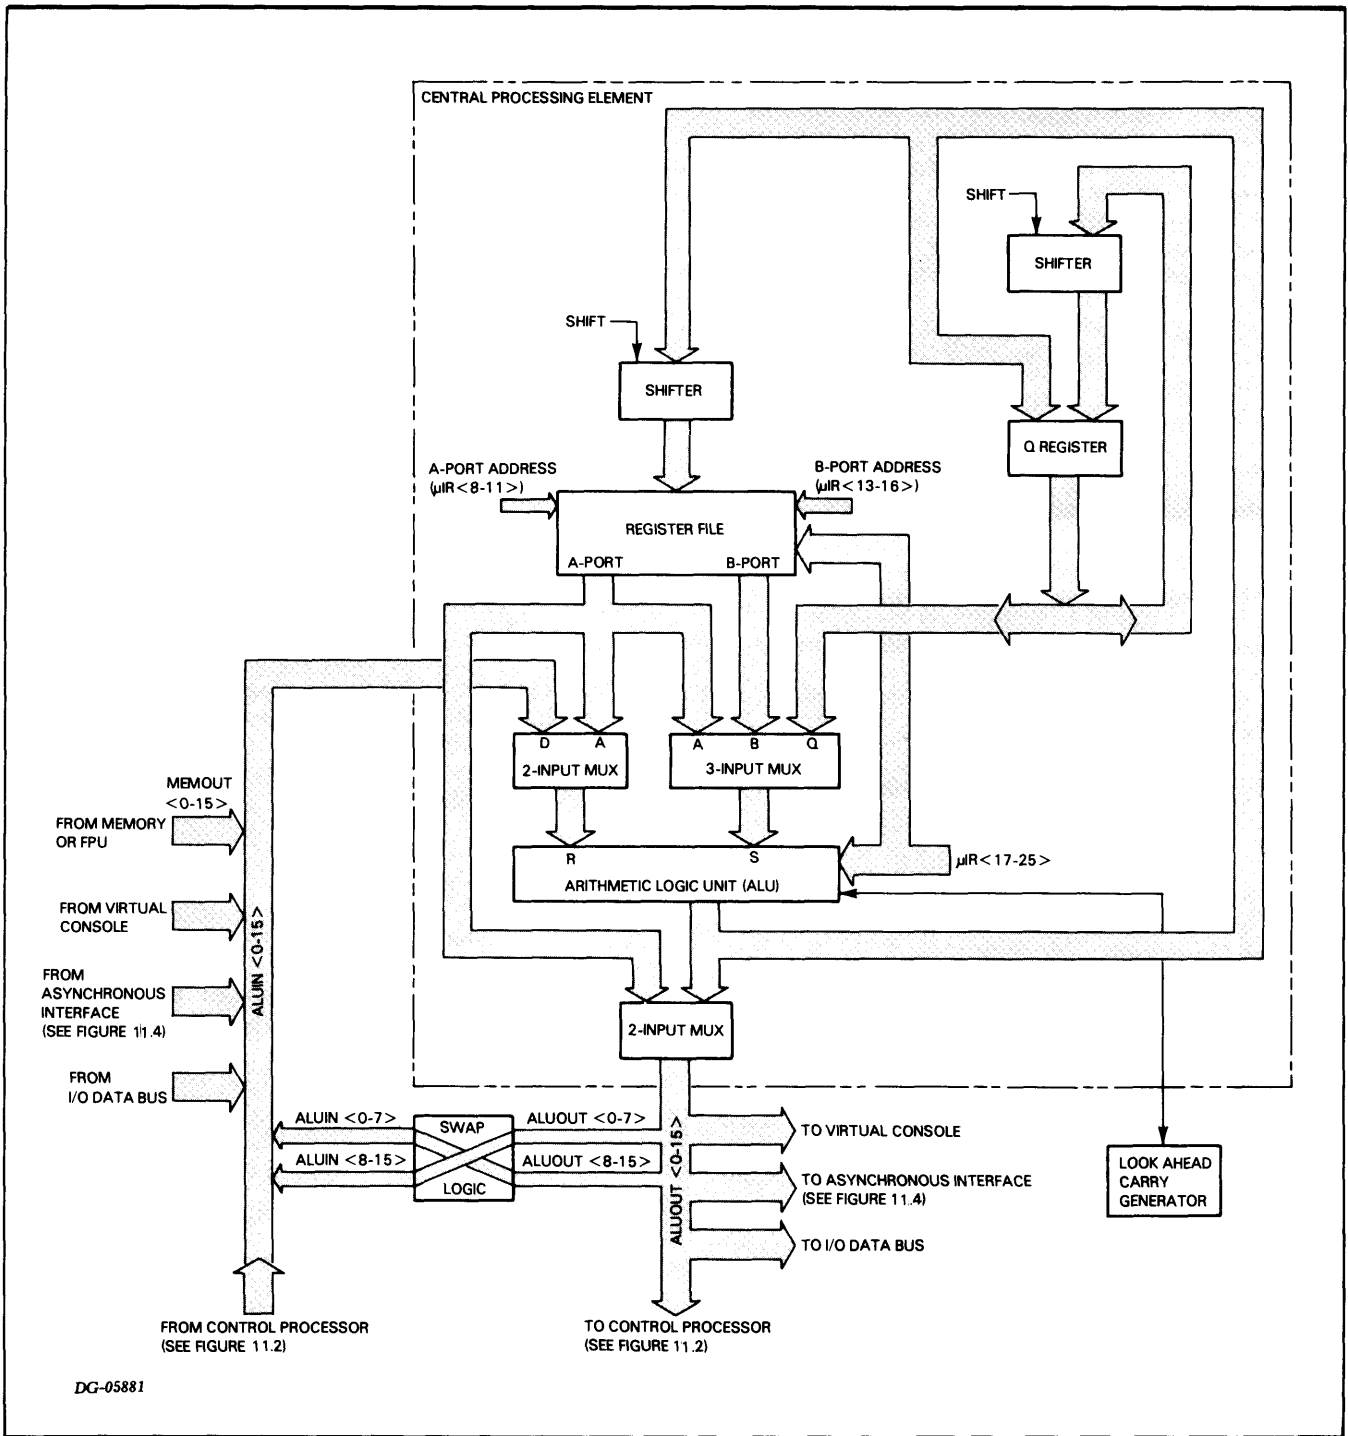 CENTRAL PROCESSING ELEMENT
SHIFT
SHIFTER
SHIFT
SHIFTER
Q REGISTER
A-PORT ADDRESS
(µIR<8-11>)
B-PORT ADDRESS
(µIR<13-16>)
REGISTER FILE
A-PORT
B-PORT
D
A
2-INPUT MUX
A
B
Q
3-INPUT MUX
MEMOUT
<0-15>
FROM MEMORY
OR FPU
R
S
ARITHMETIC LOGIC UNIT (ALU)
µIR<17-25>
FROM VIRTUAL
CONSOLE
ALUIN <0-15>
FROM
ASYNCHRONOUS
INTERFACE
(SEE FIGURE 11.4)
2-INPUT MUX
FROM
I/O DATA BUS
ALUIN <0-7>
SWAP
ALUOUT <0-7>
ALUIN <8-15>
LOGIC
ALUOUT <8-15>
ALUOUT <0-15>
TO VIRTUAL CONSOLE
TO ASYNCHRONOUS INTERFACE
(SEE FIGURE 11.4)
TO I/O DATA BUS
LOOK AHEAD
CARRY
GENERATOR
FROM CONTROL PROCESSOR
(SEE FIGURE 11.2)
TO CONTROL PROCESSOR
(SEE FIGURE 11.2)
DG-05881